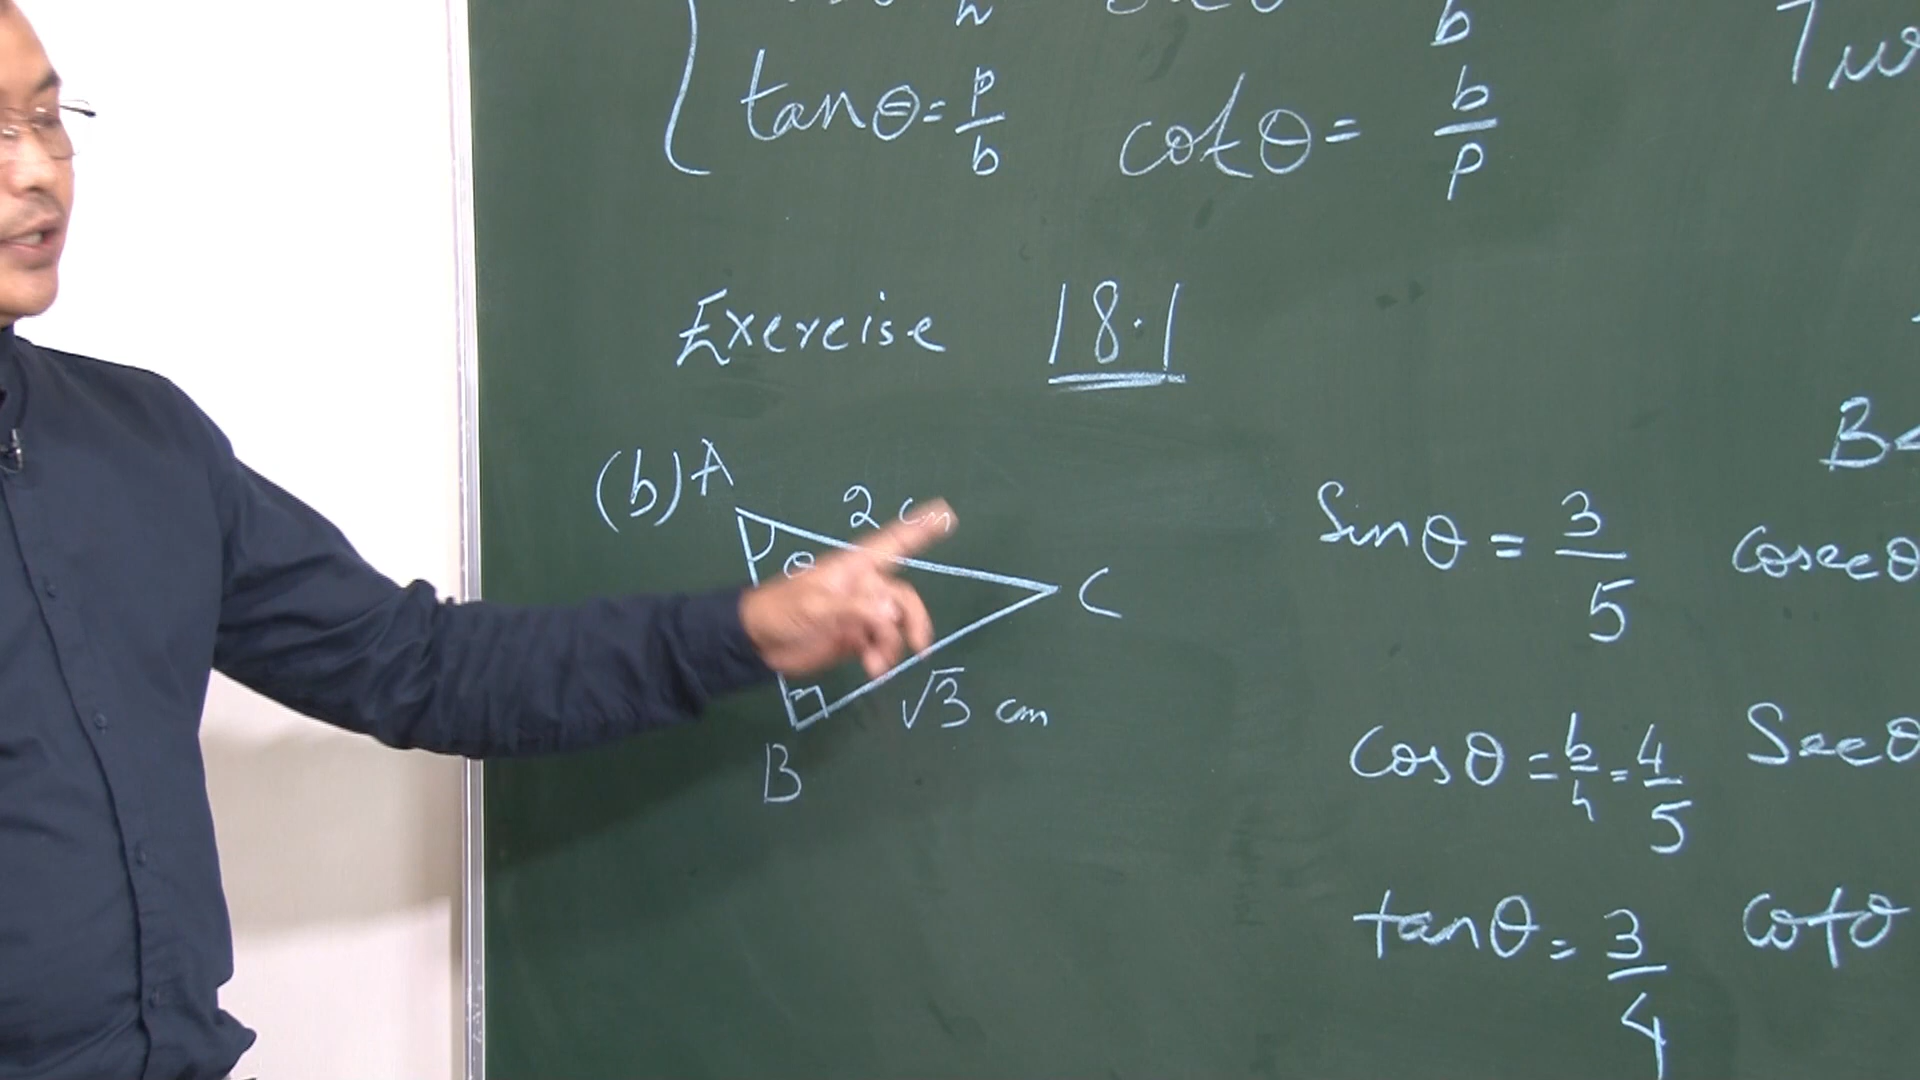 tanθ = p/b cotθ = b/p
Exercise 18.1
(b) A
2 cm
θ
C
√3 cm
B
Sinθ = 3/5 cosecθ
cosθ = b/h = 4/5 Secθ
tanθ = 3/4 cotθ